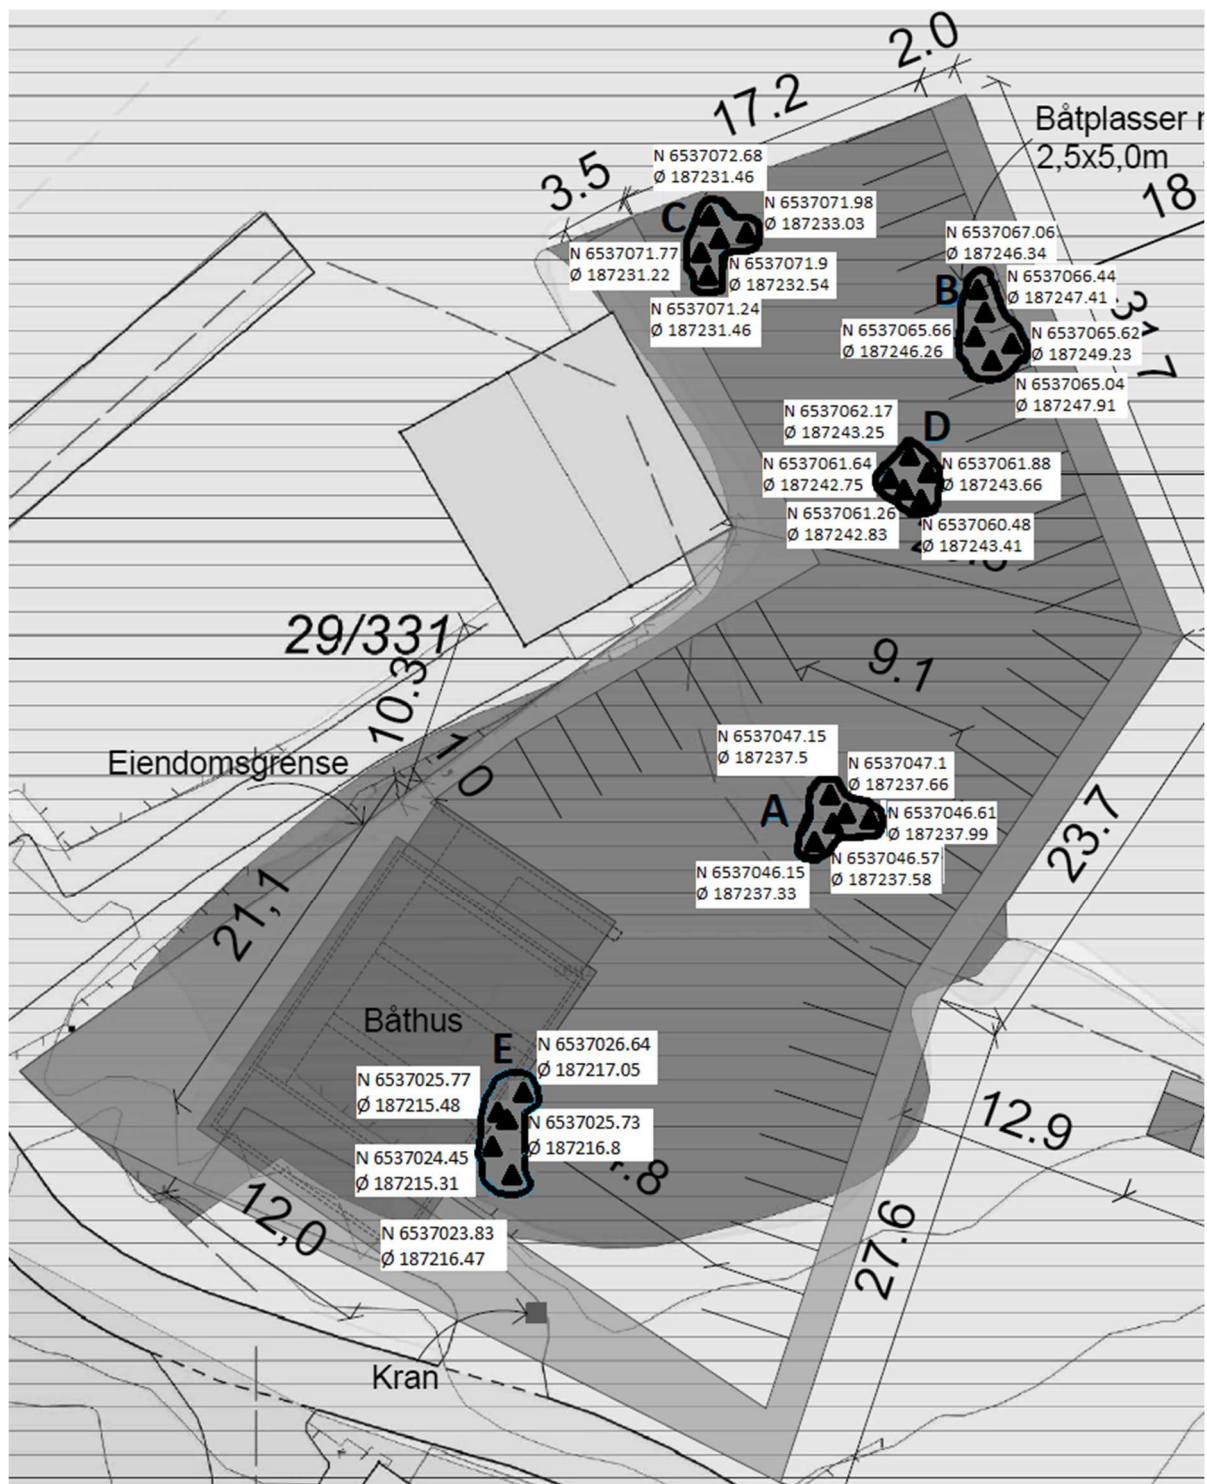 2.0
17.2
Båtplasser
2,5x5,0m
3.5
18
N 6537072.68
Ø 187231.46
C
N 6537071.98
Ø 187233.03
N 6537071.77
Ø 187231.22
N 6537071.9
Ø 187232.54
N 6537071.24
Ø 187231.46
N 6537067.06
Ø 187246.34
B
N 6537066.44
Ø 187247.41
N 6537065.66
Ø 187246.26
N 6537065.62
Ø 187249.23
N 6537065.04
Ø 187247.91
N 6537062.17
Ø 187243.25
D
N 6537061.64
Ø 187242.75
N 6537061.88
Ø 187243.66
N 6537061.26
Ø 187242.83
N 6537060.48
Ø 187243.41
29/331
9.1
10.3
1,0
Eiendomsgrense
N 6537047.15
Ø 187237.5
A
N 6537047.1
Ø 187237.66
N 6537046.61
Ø 187237.99
N 6537046.57
Ø 187237.58
N 6537046.15
Ø 187237.33
23.7
21,1
Båthus
E
N 6537026.64
Ø 187217.05
N 6537025.77
Ø 187215.48
N 6537025.73
Ø 187216.8
N 6537024.45
Ø 187215.31
N 6537023.83
Ø 187216.47
12.9
12,0
27.6
Kran